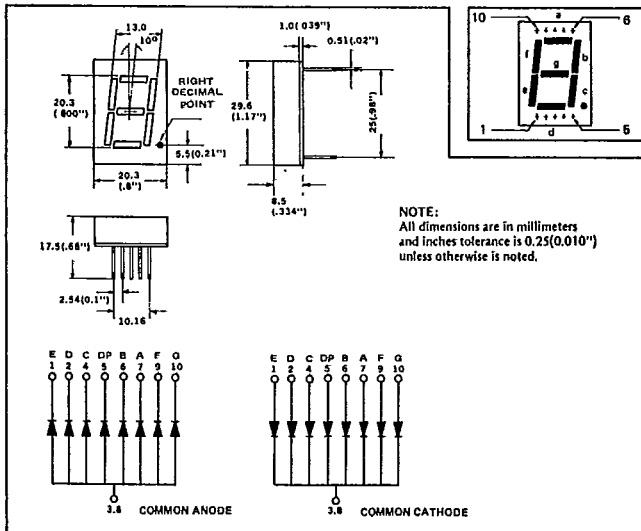 13.0
10°
20.3
(.800")
RIGHT
DECIMAL
POINT
5.5(0.21")
20.3
(.8")
1.0(.039")
0.51(.02")
29.6
(1.17")
25(.98")
8.5
(.334")
10
a
6
f
b
g
e
c
1
d
5
NOTE:
All dimensions are in millimeters
and inches tolerance is 0.25(0.010")
unless otherwise is noted.
17.5(.68")
2.54(0.1")
10.16
E D C DP B A F G
1 2 4 5 6 7 9 10
3.8 COMMON ANODE
E D C DP B A F G
1 2 4 5 6 7 9 10
3.8 COMMON CATHODE